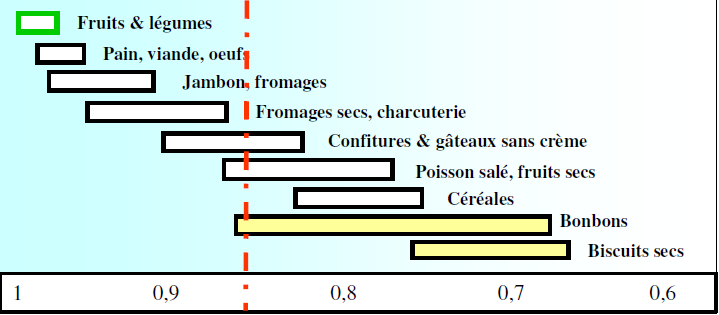 Fruits & légumes
Pain, viande, oeufs
Jambon, fromages
Fromages secs, charcuterie
Confitures & gâteaux sans crème
Poisson salé, fruits secs
Céréales
Bonbons
Biscuits secs
1 0,9 0,8 0,7 0,6